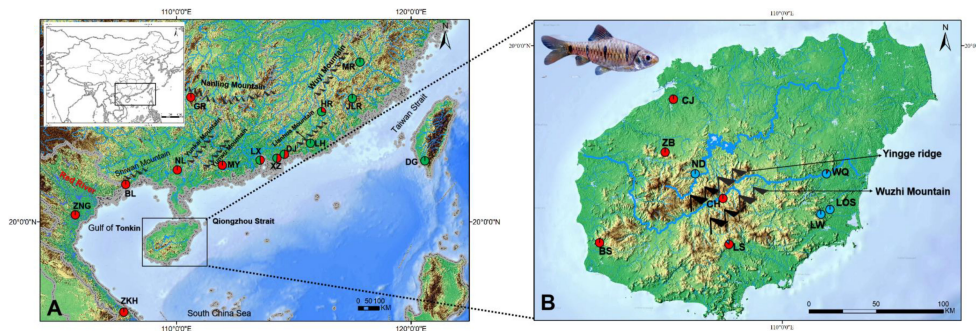 110°0'0"E
120°0'0"E
N
Wuyi Mountain
MR
Nanling Mountain
GR
HR
JLR
Taiwan Strait
Shiwan Mountain
NL
MY
LX
XZ
DJ
LH
Lianhua Mountain
DG
Red River
BL
ZNG
20°0'0"N
20°0'0"N
Gulf of Tonkin
Qiongzhou Strait
A
ZKH
South China Sea
0 50 100
KM
110°0'0"E
120°0'0"E
B
110°0'0"E
20°0'0"N
N
CJ
ZB
ND
Yingge ridge
WQ
CH
Wuzhi Mountain
LOS
LW
BS
LS
0 50 100
KM
110°0'0"E